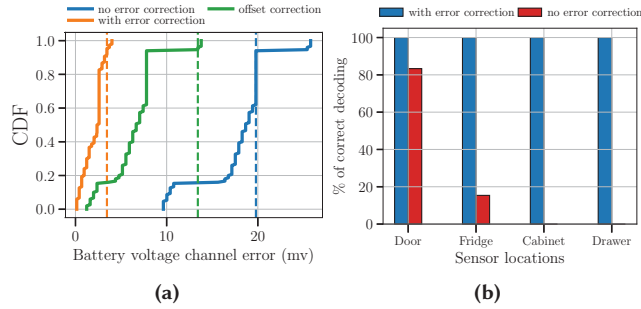 no error correction
offset correction
with error correction
1.0
0.8
0.6
0.4
0.2
0.0
CDF
0
10
20
Battery voltage channel error (mv)
(a)
with error correction
no error correction
100
80
60
40
20
0
% of correct decoding
Door
Fridge
Cabinet
Drawer
Sensor locations
(b)